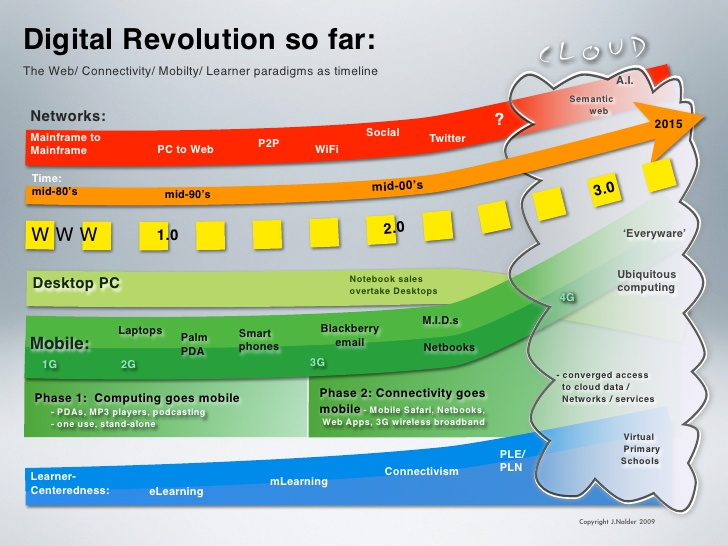 Digital Revolution so far:
The Web/ Connectivity/ Mobilty/ Learner paradigms as timeline
CLOUD
Networks:
Mainframe to
Mainframe
PC to Web
P2P
WiFi
Social
Twitter
?
Semantic
web
A.I.
Time:
mid-80's
mid-90's
mid-00's
2015
W W W
1.0
2.0
3.0
'Everyware'
Desktop PC
Notebook sales
overtake Desktops
Ubiquitous
computing
Mobile:
Laptops
Palm
PDA
Smart
phones
Blackberry
email
M.I.D.s
Netbooks
1G
2G
3G
4G
Phase 1: Computing goes mobile
- PDAs, MP3 players, podcasting
- one use, stand-alone
Phase 2: Connectivity goes
mobile - Mobile Safari, Netbooks,
Web Apps, 3G wireless broadband
- converged access
to cloud data /
Networks / services
Learner-
Centeredness:
eLearning
mLearning
Connectivism
PLE/
PLN
Virtual
Primary
Schools
Copyright J.Nalder 2009